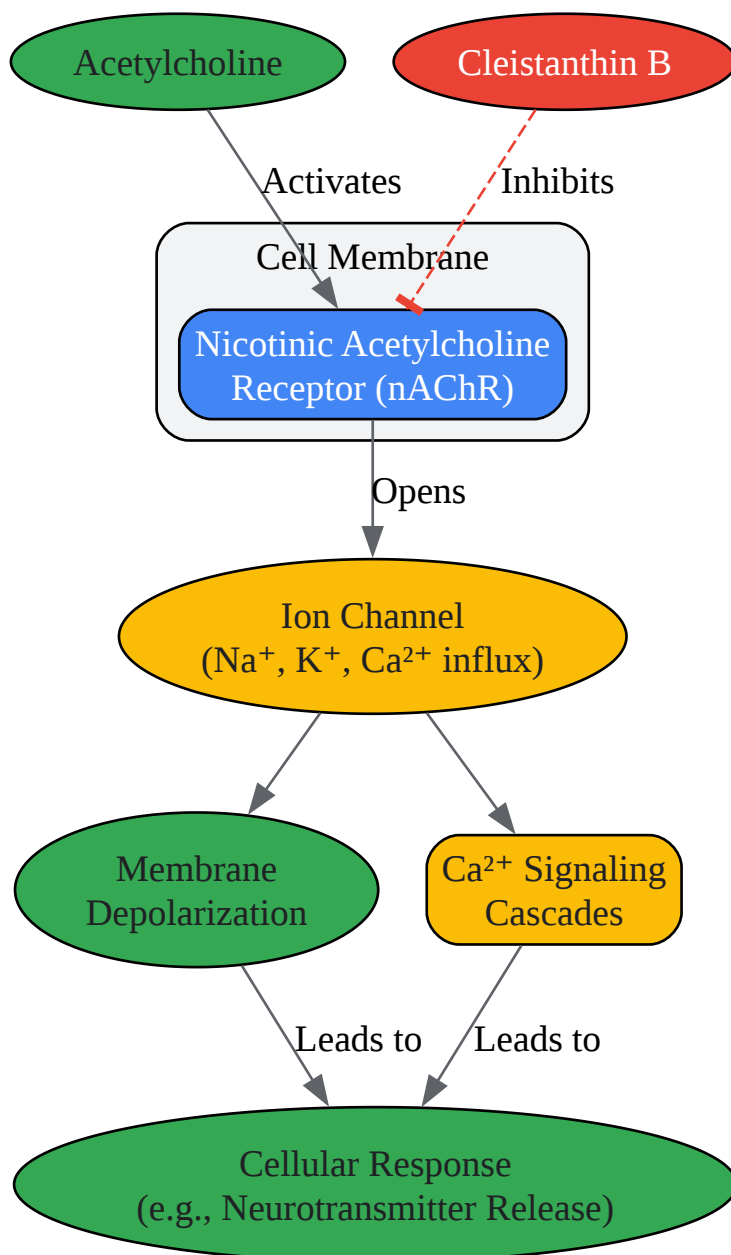 Acetylcholine
Cleistanthin B
Activates
Inhibits
Cell Membrane
Nicotinic Acetylcholine
Receptor (nAChR)
Opens
Ion Channel
(Na⁺, K⁺, Ca²⁺ influx)
Membrane
Depolarization
Ca²⁺ Signaling
Cascades
Leads to
Leads to
Cellular Response
(e.g., Neurotransmitter Release)